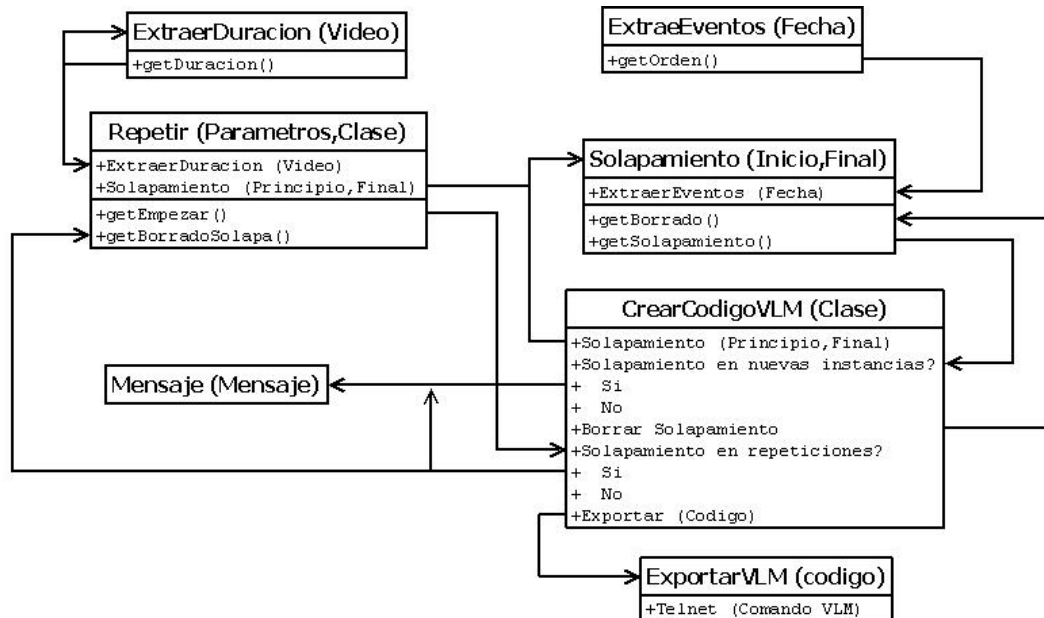 ExtraerDuracion (Video)
+getDuracion()
ExtraeEventos (Fecha)
+getOrden()
Repetir (Parametros,Clase)
+ExtraerDuracion (Video)
+Solapamiento (Principio,Final)
+getEmpezar()
+getBorradoSolapa()
Solapamiento (Inicio,Final)
+ExtraerEventos (Fecha)
+getBorrado()
+getSolapamiento()
CrearCodigoVLM (Clase)
+Solapamiento (Principio,Final)
+Solapamiento en nuevas instancias?
+ Si
+ No
+Borrar Solapamiento
+Solapamiento en repeticiones?
+ Si
+ No
+Exportar (Codigo)
Mensaje (Mensaje)
ExportarVLM (codigo)
+Telnet (Comando VLM)